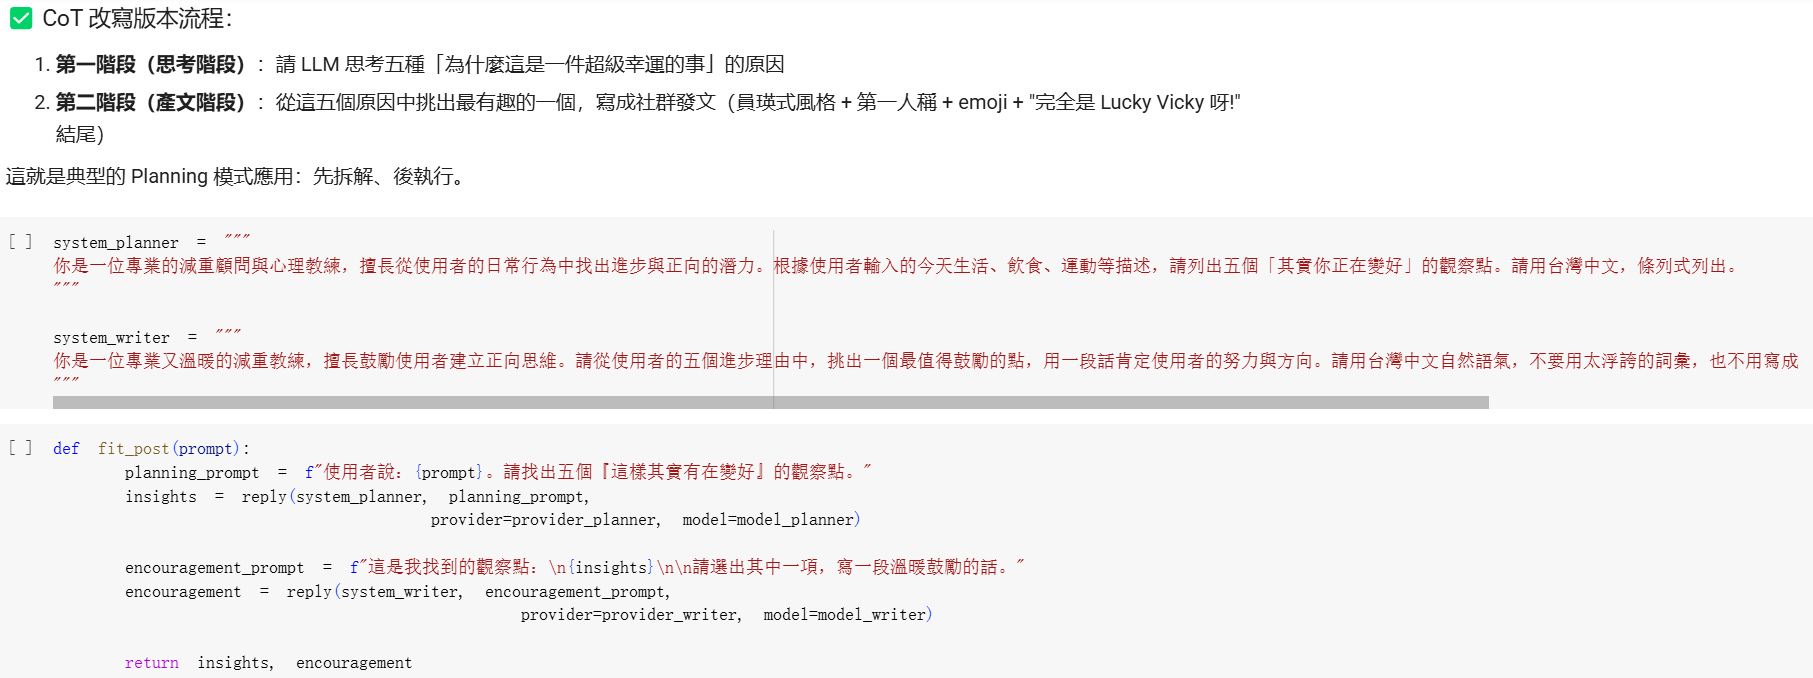 ✅ CoT 改寫版本流程：
1. 第一階段（思考階段）：請 LLM 思考五種「為什麼這是一件超級幸運的事」的原因
2. 第二階段（產文階段）：從這五個原因中挑出最有趣的一個，寫成社群發文（員瑛式風格 + 第一人稱 + emoji + "完全是 Lucky Vicky 呀!"
結尾）
這就是典型的 Planning 模式應用：先拆解、後執行。
[ ] system_planner = """
你是一位專業的減重顧問與心理教練，擅長從使用者的日常行為中找出進步與正向的潛力。根據使用者輸入的今天生活、飲食、運動等描述，請列出五個「其實你正在變好」的觀察點。請用台灣中文，條列式列出。
"""
system_writer = """
你是一位專業又溫暖的減重教練，擅長鼓勵使用者建立正向思維。請從使用者的五個進步理由中，挑出一個最值得鼓勵的點，用一段話肯定使用者的努力與方向。請用台灣中文自然語氣，不要用太浮誇的詞彙，也不用寫成
"""
[ ] def fit_post(prompt):
planning_prompt = f"使用者說：{prompt}。請找出五個『這樣其實有在變好』的觀察點。"
insights = reply(system_planner, planning_prompt,
provider=provider_planner, model=model_planner)
encouragement_prompt = f"這是我找到的觀察點：\n{insights}\n\n請選出其中一項，寫一段溫暖鼓勵的話。"
encouragement = reply(system_writer, encouragement_prompt,
provider=provider_writer, model=model_writer)
return insights, encouragement